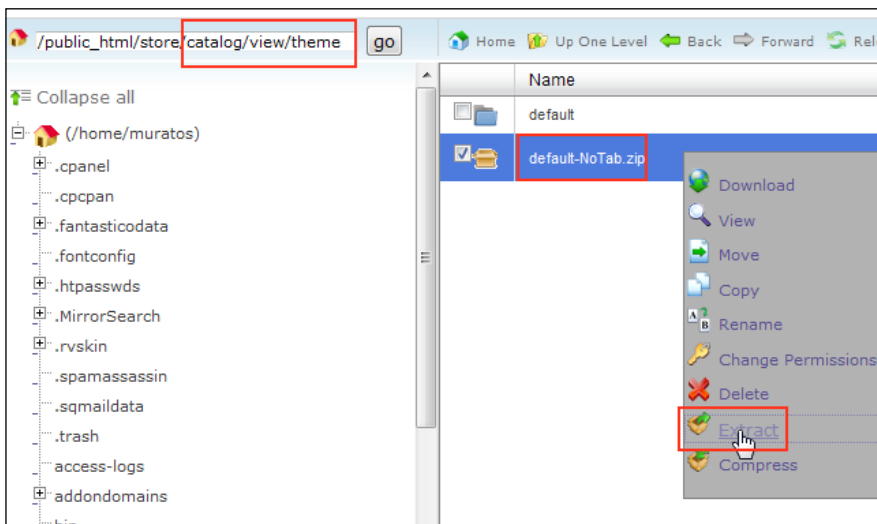 /public_html/store/catalog/view/theme
go
Home Up One Level Back Forward Rel
Collapse all
(/home/muratos)
.cpanel
.cpcpan
.fantasticodata
.fontconfig
.htpasswds
.MirrorSearch
.rvskin
.spamassassin
.sqmaildata
.trash
access-logs
addondomains
Name
default
default-NoTab.zip
Download
View
Move
Copy
Rename
Change Permissions
Delete
Extract
Compress